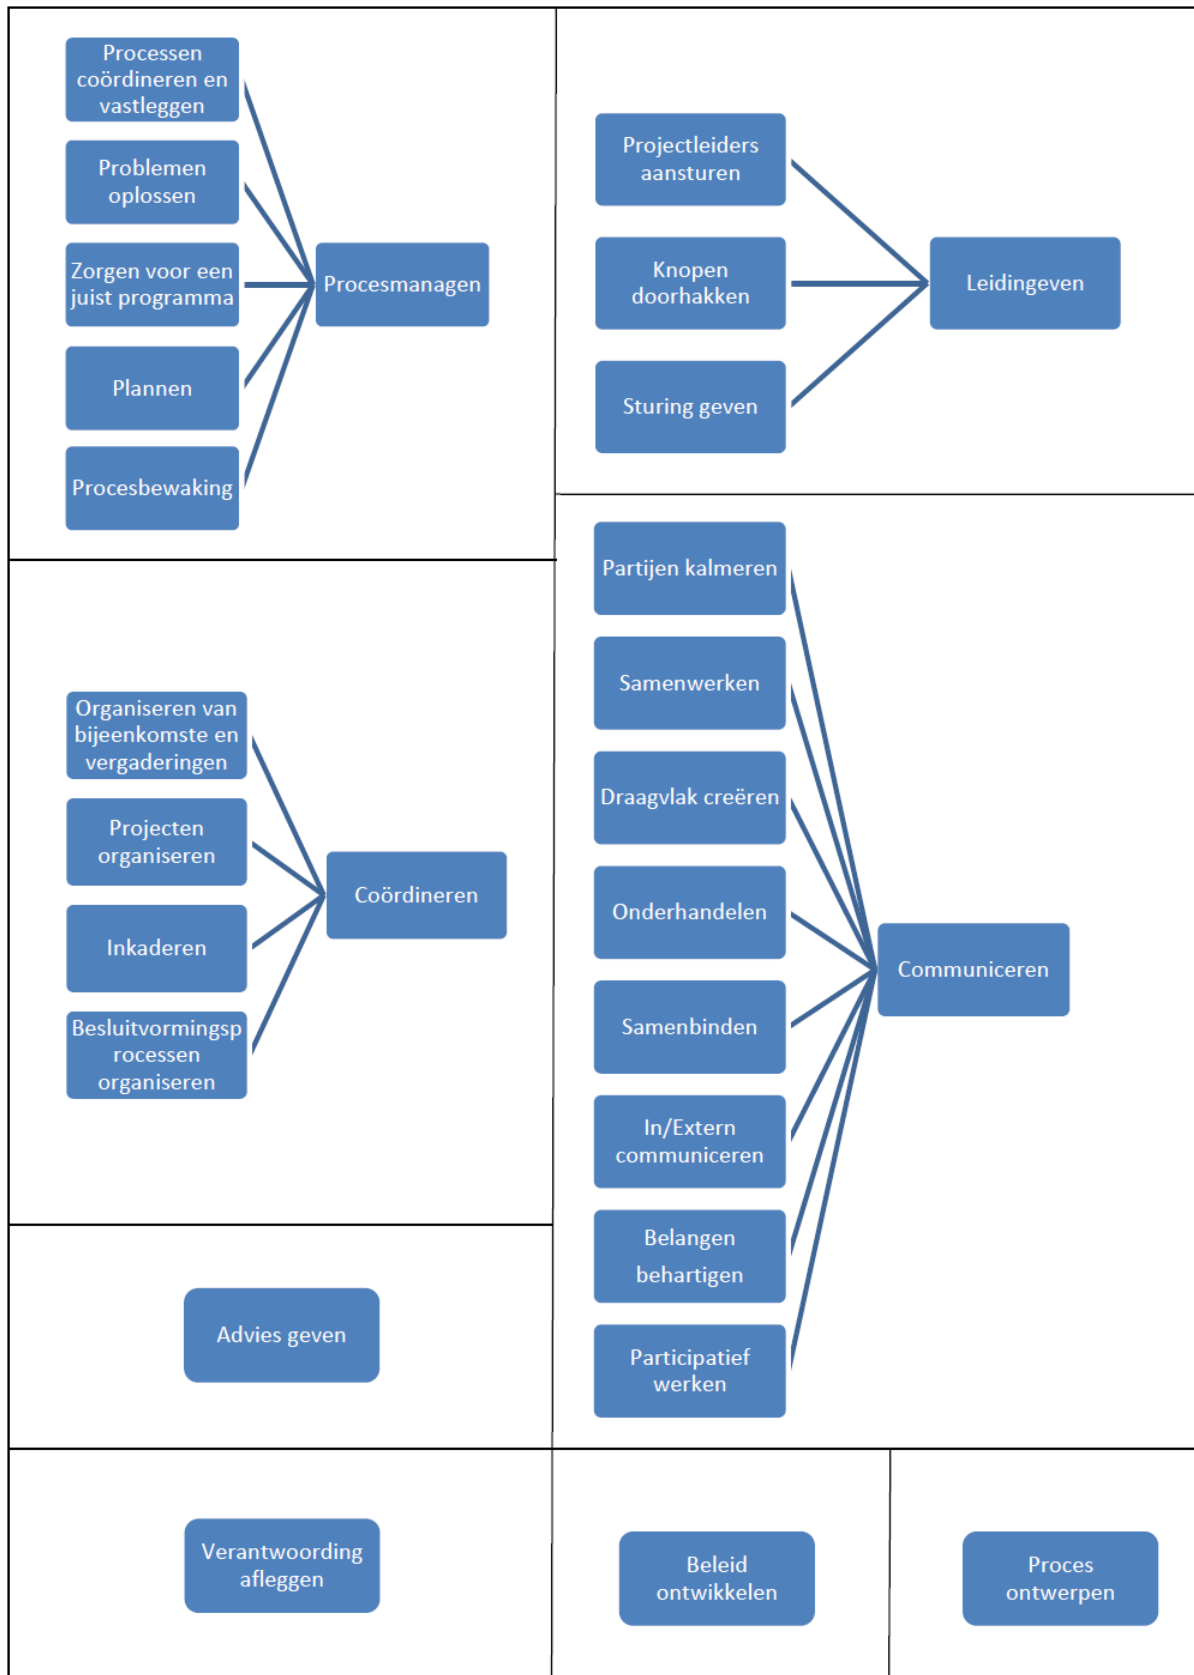 Processen
coördineren en
vastleggen
Problemen
oplossen
Zorgen voor een
juist programma
Plannen
Procesbewaking
Procesmanagen
Projectleiders
aansturen
Knopen
doorhakken
Sturing geven
Leidingeven
Organiseren van
bijeenkomste en
vergaderingen
Projecten
organiseren
Inkaderen
Besluitvormingsp
rocessen
organiseren
Coördineren
Partijen kalmeren
Samenwerken
Draagvlak creëren
Onderhandelen
Samenbinden
In/Extern
communiceren
Belangen
behartigen
Participatief
werken
Communiceren
Advies geven
Verantwoording
afleggen
Beleid
ontwikkelen
Proces
ontwerpen